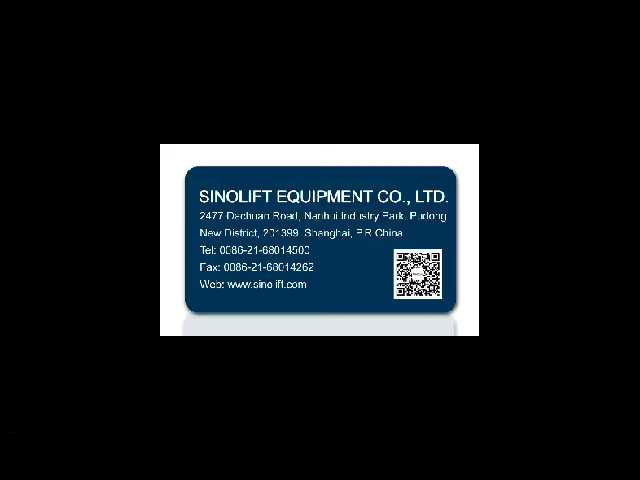 SINOLIFT EQUIPMENT CO., LTD.
2477 Dachuan Road, Nanhui Industry Park, Pudong
New District, 201399, Shanghai, P.R.China
Tel: 0086-21-68014500
Fax: 0086-21-68014262
Web: www.sinolift.com